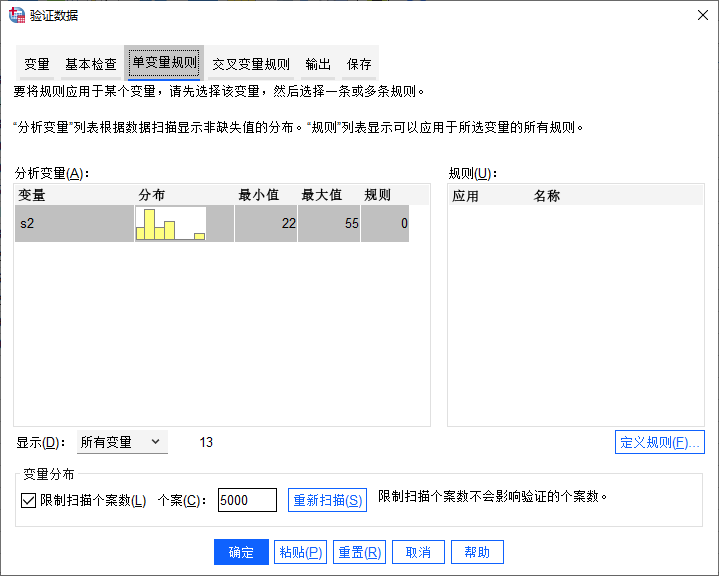 验证数据
变量 基本检查 单变量规则 交叉变量规则 输出 保存
要将规则应用于某个变量，请先选择该变量，然后选择一条或多条规则。
“分析变量”列表根据数据扫描显示非缺失值的分布。“规则”列表显示可以应用于所选变量的所有规则。
分析变量(A)： 规则(U)：
变量 分布 最小值 最大值 规则 应用 名称
s2 22 55 0
显示(D)： 所有变量 13 定义规则(F)...
变量分布
限制扫描个案数(L) 个案(C)： 5000 重新扫描(S) 限制扫描个案数不会影响验证的个案数。
确定 粘贴(P) 重置(R) 取消 帮助